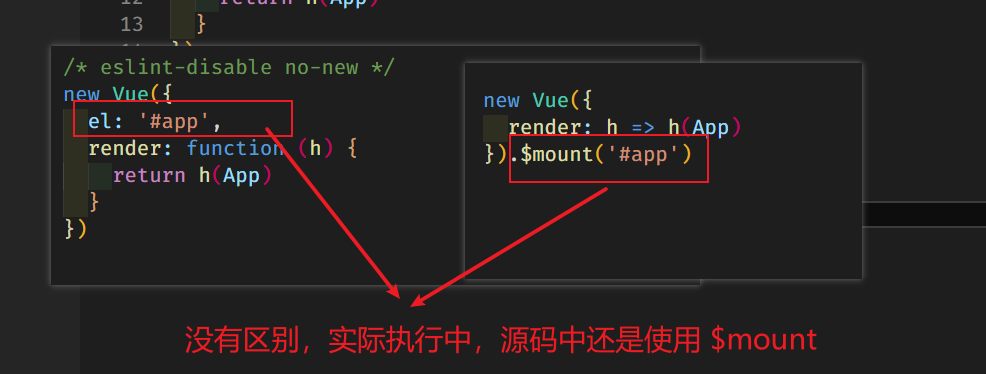 12 return h(App)
13 }
})
/* eslint-disable no-new */
new Vue({
el: '#app',
render: function (h) {
return h(App)
}
})
new Vue({
render: h => h(App)
}).$mount('#app')
没有区别，实际执行中，源码中还是使用 $mount